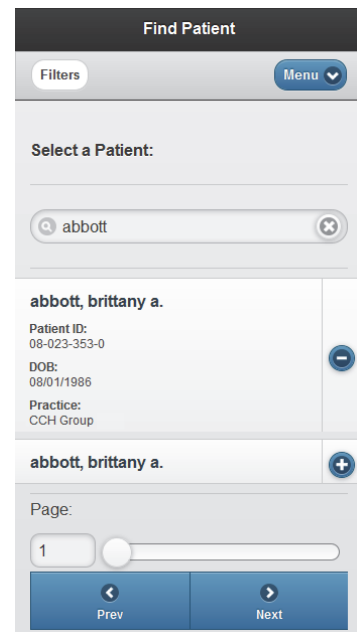 Find Patient
Filters
Menu
Select a Patient:
abbott
abbott, brittany a.
Patient ID:
08-023-353-0
DOB:
08/01/1986
Practice:
CCH Group
abbott, brittany a.
Page:
1
Prev
Next